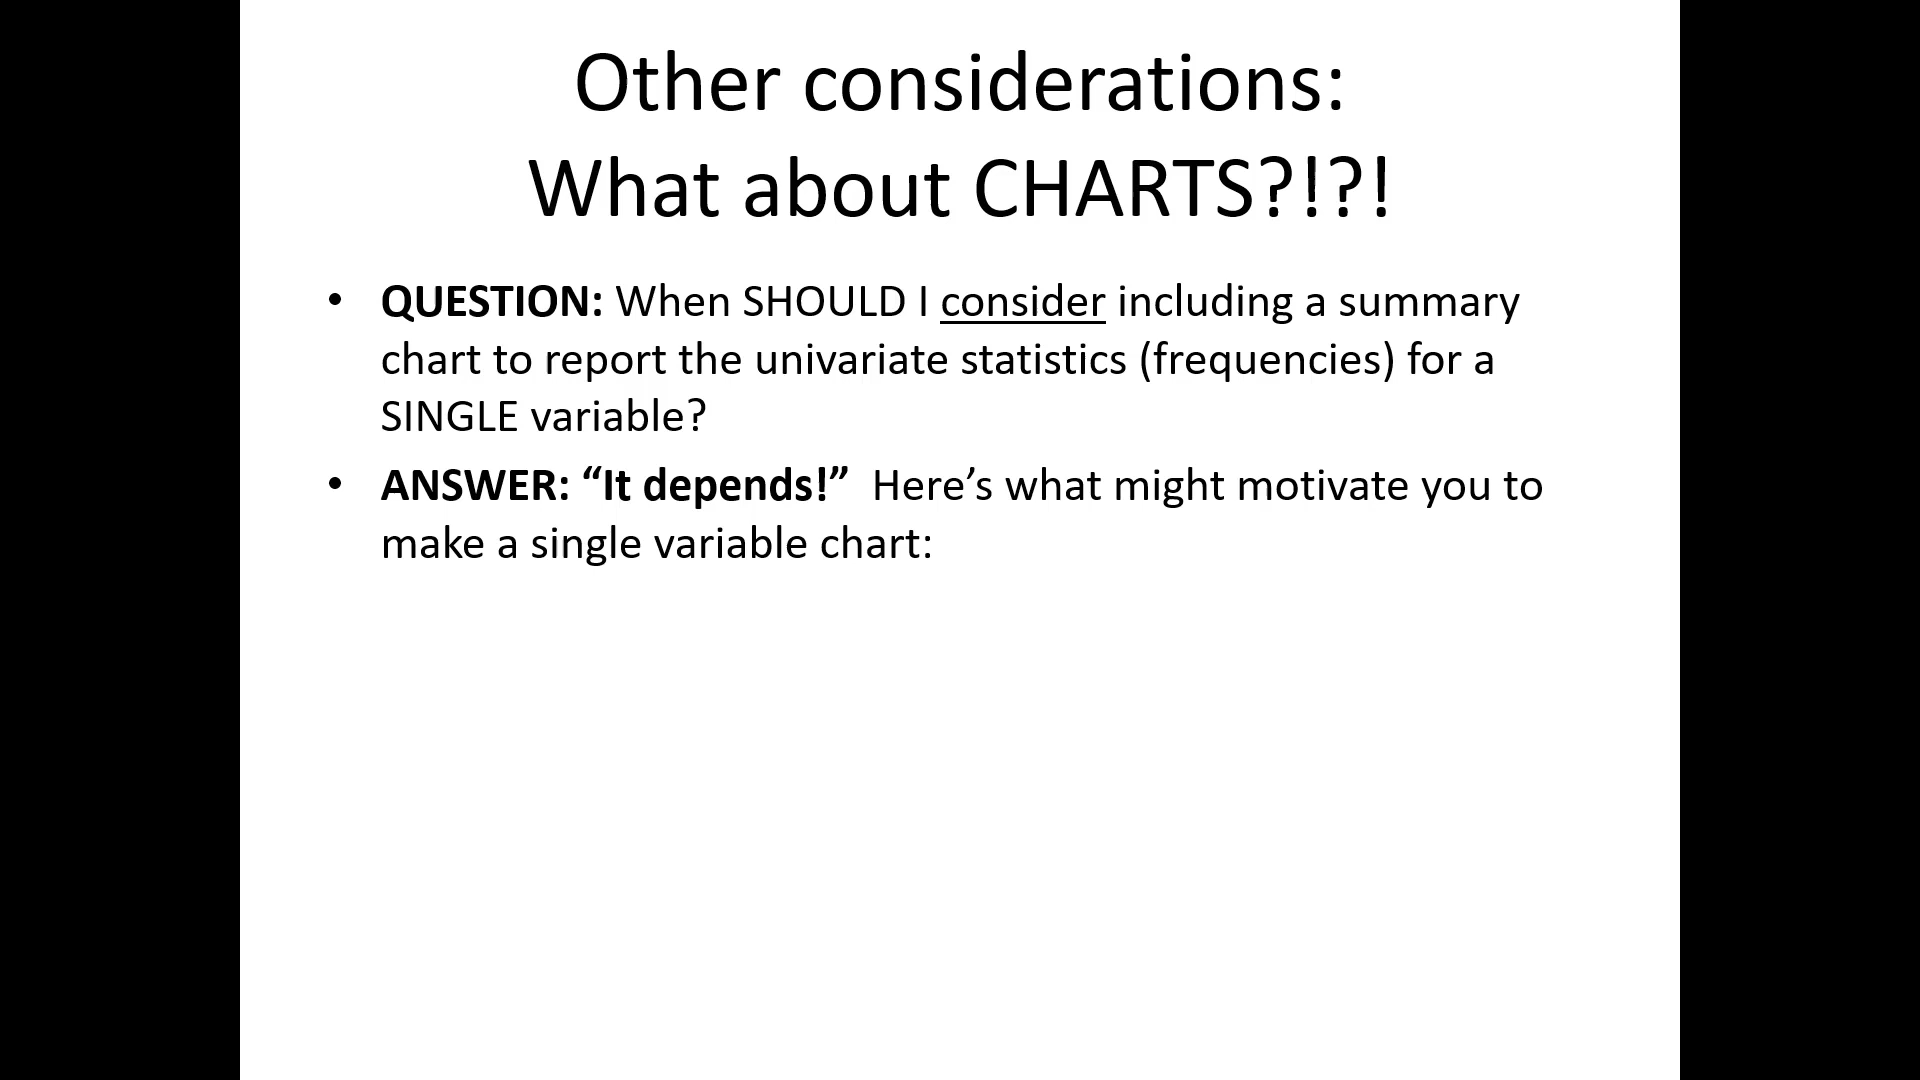 Other considerations:
What about CHARTS?!?!
• QUESTION: When SHOULD I consider including a summary
chart to report the univariate statistics (frequencies) for a
SINGLE variable?
• ANSWER: “It depends!”  Here’s what might motivate you to
make a single variable chart: